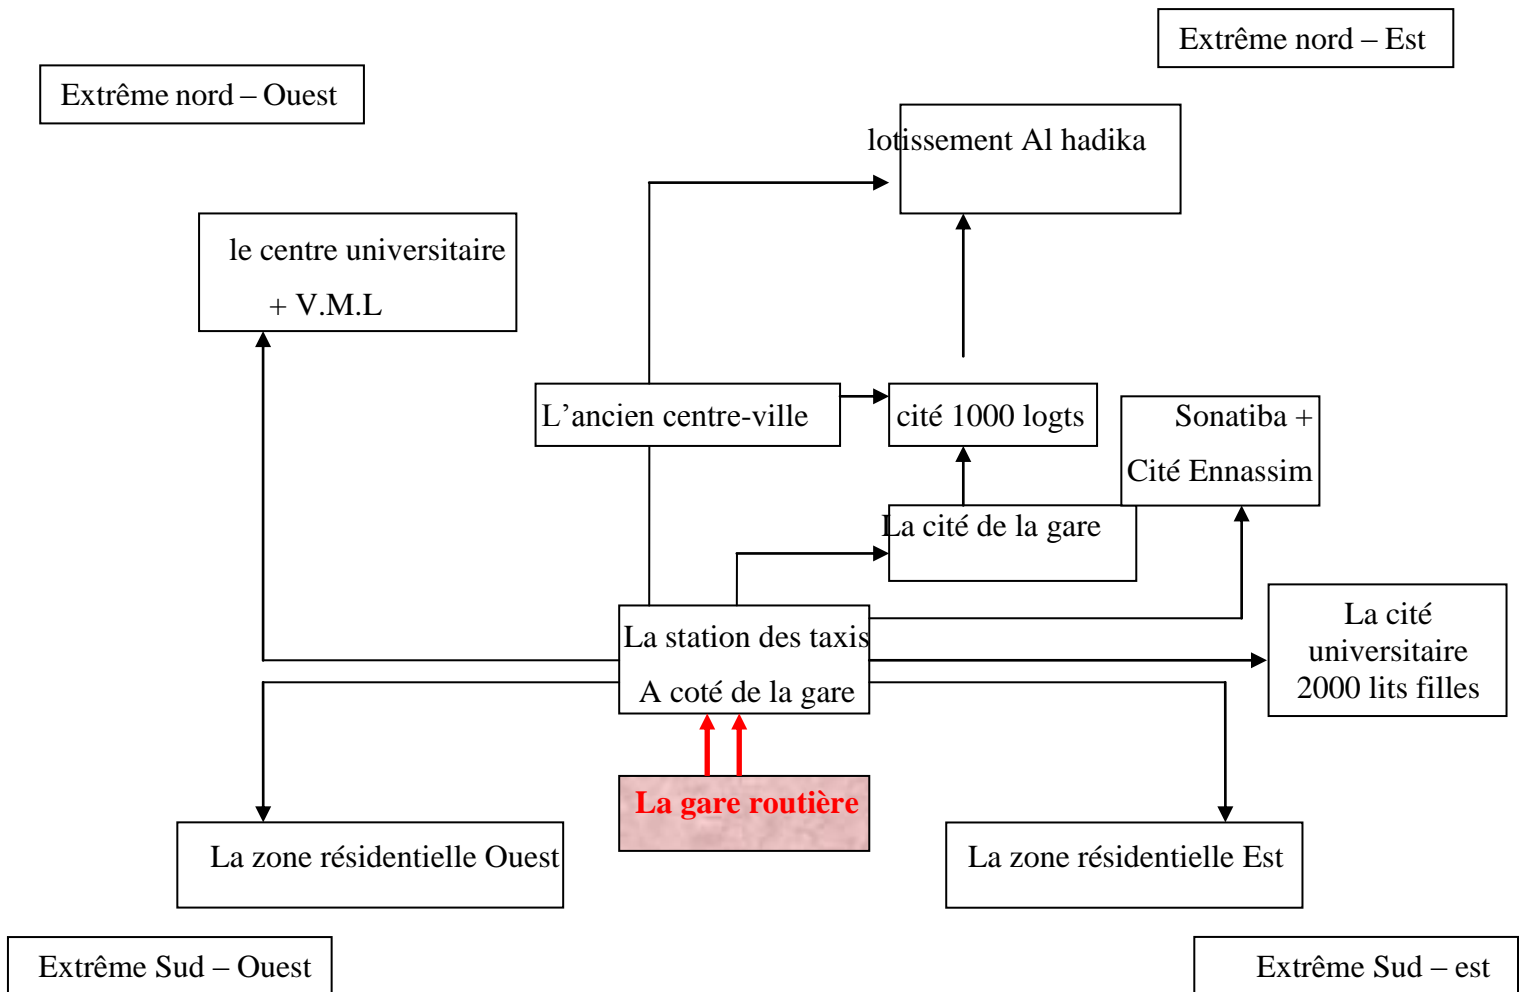 Extrême nord – Est
Extrême nord – Ouest
lotissement Al hadika
le centre universitaire
+ V.M.L
L’ancien centre-ville
cité 1000 logts
Sonatiba +
Cité Ennassim
La cité de la gare
La station des taxis
A coté de la gare
La cité
universitaire
2000 lits filles
La gare routière
La zone résidentielle Ouest
La zone résidentielle Est
Extrême Sud – Ouest
Extrême Sud – est